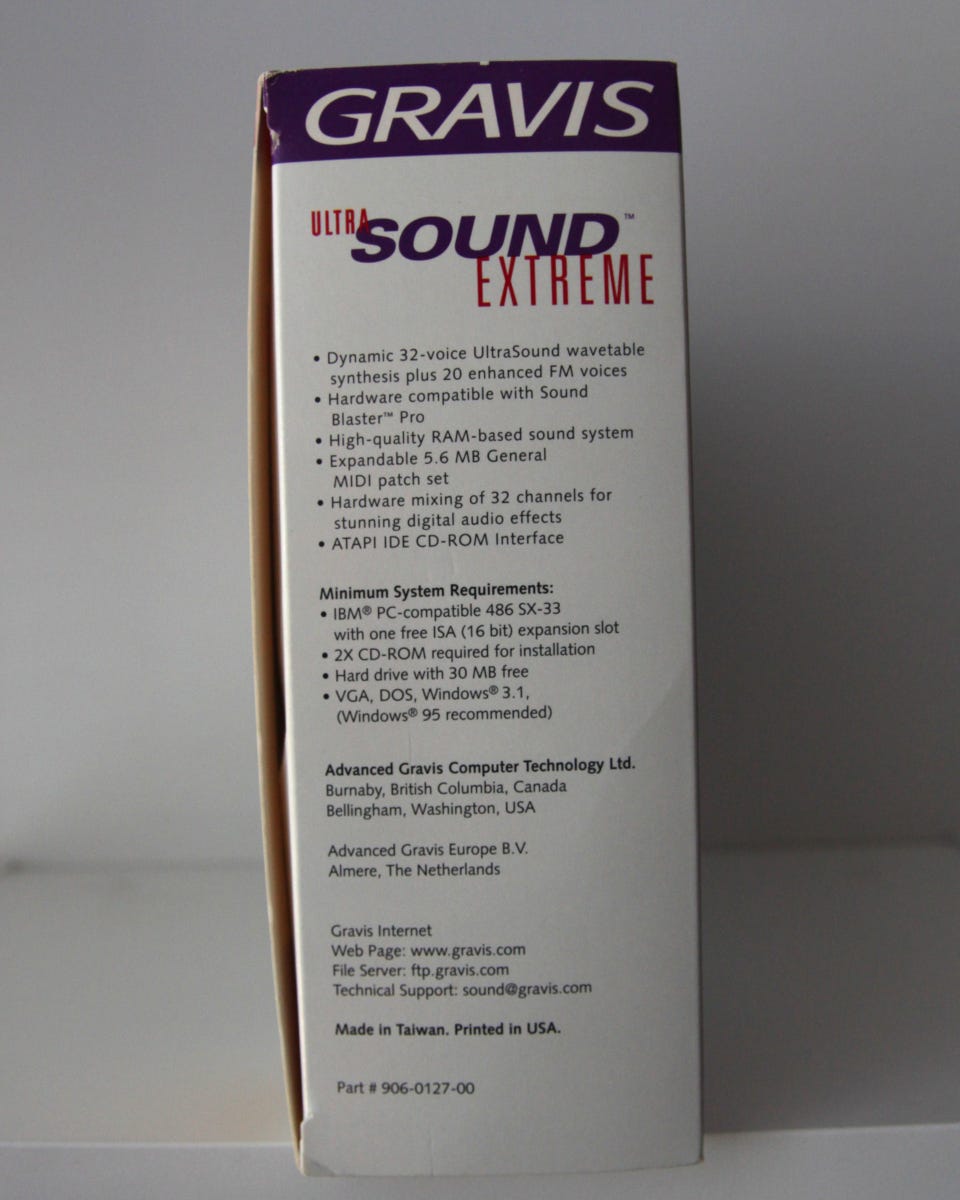 GRAVIS
ULTRA
SOUND™
EXTREME
• Dynamic 32-voice UltraSound wavetable
synthesis plus 20 enhanced FM voices
• Hardware compatible with Sound
Blaster™ Pro
• High-quality RAM-based sound system
• Expandable 5.6 MB General
MIDI patch set
• Hardware mixing of 32 channels for
stunning digital audio effects
• ATAPI IDE CD-ROM Interface
Minimum System Requirements:
• IBM® PC-compatible 486 SX-33
with one free ISA (16 bit) expansion slot
• 2X CD-ROM required for installation
• Hard drive with 30 MB free
• VGA, DOS, Windows® 3.1,
(Windows® 95 recommended)
Advanced Gravis Computer Technology Ltd.
Burnaby, British Columbia, Canada
Bellingham, Washington, USA
Advanced Gravis Europe B.V.
Almere, The Netherlands
Gravis Internet
Web Page: www.gravis.com
File Server: ftp.gravis.com
Technical Support: sound@gravis.com
Made in Taiwan. Printed in USA.
Part # 906-0127-00